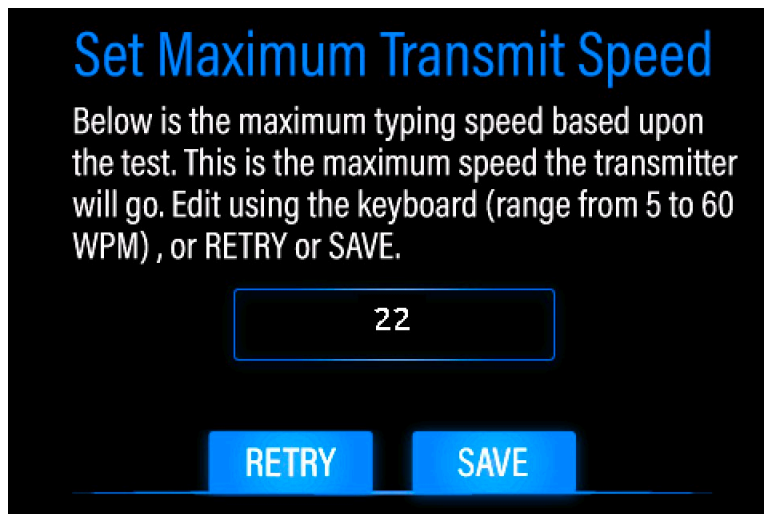 Set Maximum Transmit Speed
Below is the maximum typing speed based upon
the test. This is the maximum speed the transmitter
will go. Edit using the keyboard (range from 5 to 60
WPM) , or RETRY or SAVE.
22
RETRY SAVE